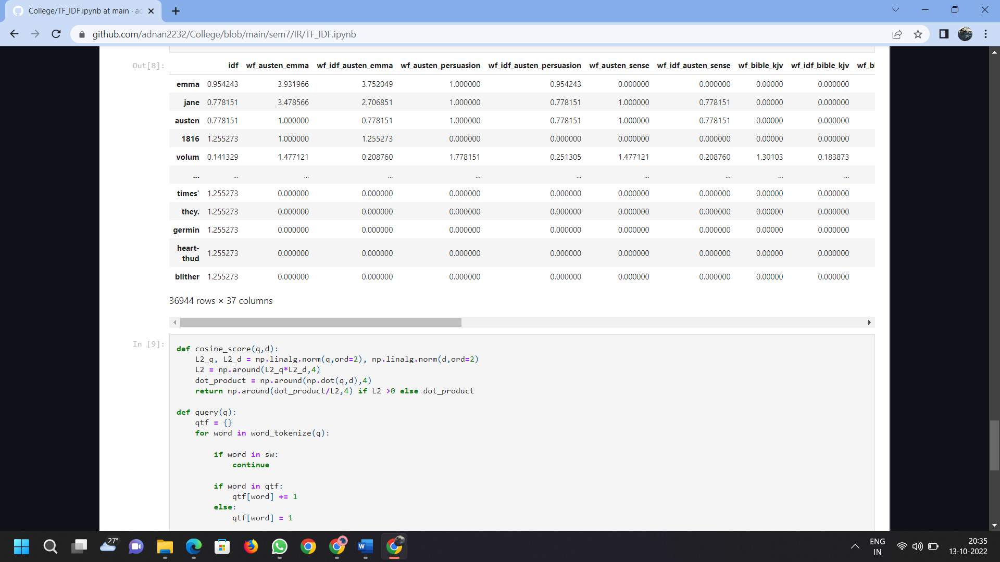 College/TF_IDF.ipynb at main · ad
github.com/adnan2232/College/blob/main/sem7/IR/TF_IDF.ipynb
Out[8]:
idf wf_austen_emma wf_idf_austen_emma wf_austen_persuasion wf_idf_austen_persuasion wf_austen_sense wf_idf_austen_sense wf_bible_kjv wf_idf_bible_kjv wf_bl
emma 0.954243 3.931966 3.752049 1.000000 0.954243 0.000000 0.000000 0.00000 0.000000
jane 0.778151 3.478566 2.706851 1.000000 0.778151 1.000000 0.778151 0.00000 0.000000
austen 0.778151 1.000000 0.778151 1.000000 0.778151 1.000000 0.778151 0.00000 0.000000
1816 1.255273 1.000000 1.255273 0.000000 0.000000 0.000000 0.000000 0.00000 0.000000
volum 0.141329 1.477121 0.208760 1.778151 0.251305 1.477121 0.208760 1.30103 0.183873
... ... ... ... ... ... ... ... ... ...
times' 1.255273 0.000000 0.000000 0.000000 0.000000 0.000000 0.000000 0.00000 0.000000
they. 1.255273 0.000000 0.000000 0.000000 0.000000 0.000000 0.000000 0.00000 0.000000
germin 1.255273 0.000000 0.000000 0.000000 0.000000 0.000000 0.000000 0.00000 0.000000
heart-
thud 1.255273 0.000000 0.000000 0.000000 0.000000 0.000000 0.000000 0.00000 0.000000
blither 1.255273 0.000000 0.000000 0.000000 0.000000 0.000000 0.000000 0.00000 0.000000
36944 rows × 37 columns
In [9]:
def cosine_score(q,d):
L2_q, L2_d = np.linalg.norm(q,ord=2), np.linalg.norm(d,ord=2)
L2 = np.around(L2_q*L2_d,4)
dot_product = np.around(np.dot(q,d),4)
return np.around(dot_product/L2,4) if L2 >0 else dot_product
def query(q):
qtf = {}
for word in word_tokenize(q):
if word in sw:
continue
if word in qtf:
qtf[word] += 1
else:
qtf[word] = 1
27°
ENG
IN
20:35
13-10-2022